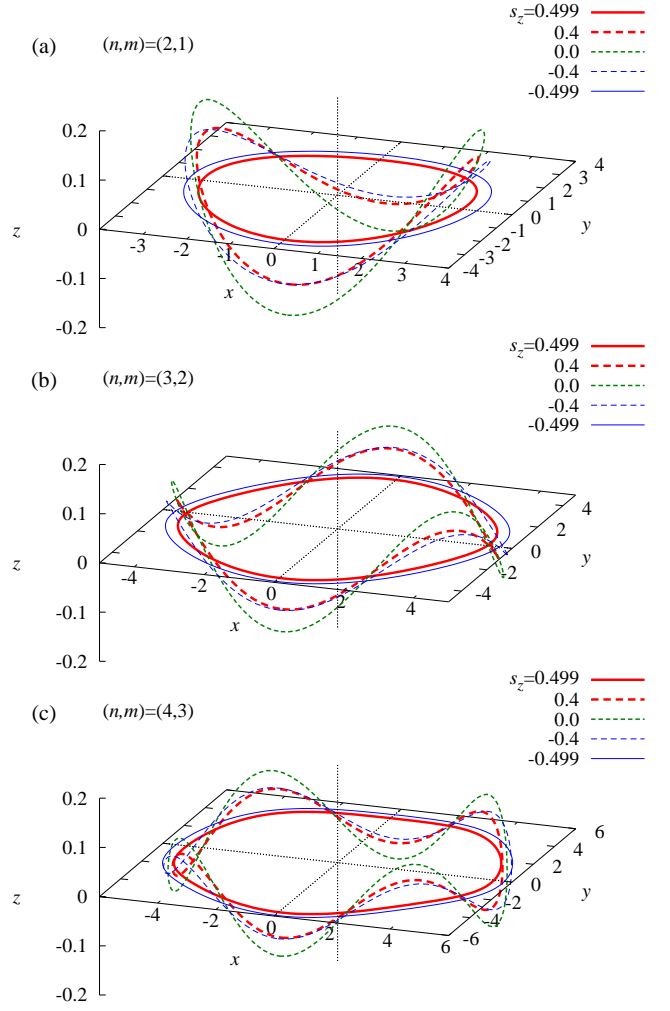 (a) (n,m)=(2,1)
s_z=0.499
0.4
0.0
-0.4
-0.499
z
0.2
0.1
0
-0.1
-0.2
-3 -2 -1 0 1 2 3 4
x
-4 -3 -2 -1 0 1 2 3 4
y
(b) (n,m)=(3,2)
s_z=0.499
0.4
0.0
-0.4
-0.499
z
0.2
0.1
0
-0.1
-0.2
-4 -2 0 2 4
x
-4 -2 0 2 4
y
(c) (n,m)=(4,3)
s_z=0.499
0.4
0.0
-0.4
-0.499
z
0.2
0.1
0
-0.1
-0.2
-4 -2 0 2 4 6
x
-6 -4 -2 0 2 4 6
y